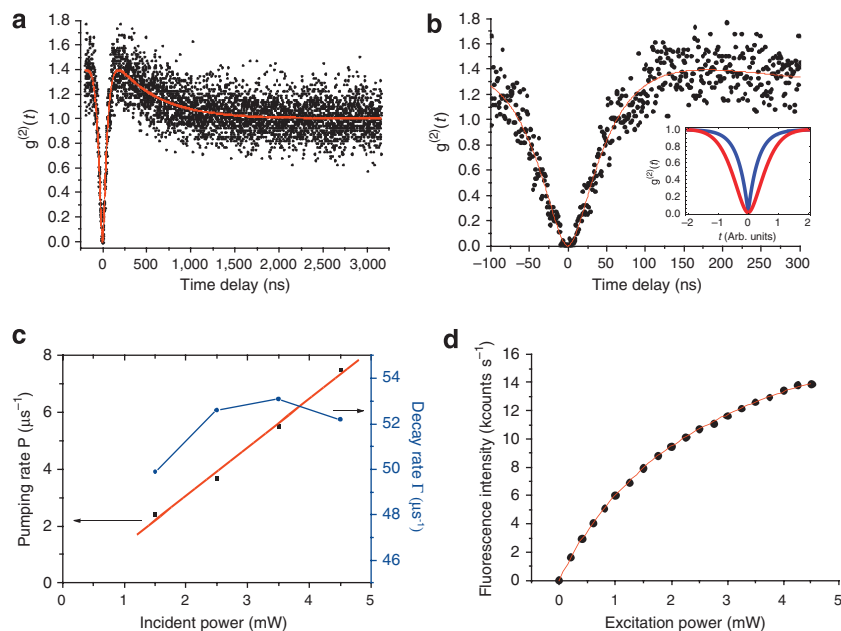 a
1.8
1.6
1.4
1.2
1.0
0.8
0.6
0.4
0.2
0.0
g(2)(t)
0 500 1,000 1,500 2,000 2,500 3,000
Time delay (ns)
b
1.8
1.6
1.4
1.2
1.0
0.8
0.6
0.4
0.2
0.0
g(2)(t)
−100 −50 0 50 100 150 200 250 300
Time delay (ns)
1.0
0.8
0.6
0.4
0.2
0.0
g(2)(t)
−2 −1 0 1 2
t (Arb. units)
c
8
6
4
2
0
Pumping rate P (μs−1)
0 1 2 3 4 5
Incident power (mW)
54
52
50
48
46
Decay rate Γ (μs-1)
d
16
14
12
10
8
6
4
2
0
Fluorescence intensity (kcounts s−1)
0 1 2 3 4 5
Excitation power (mW)